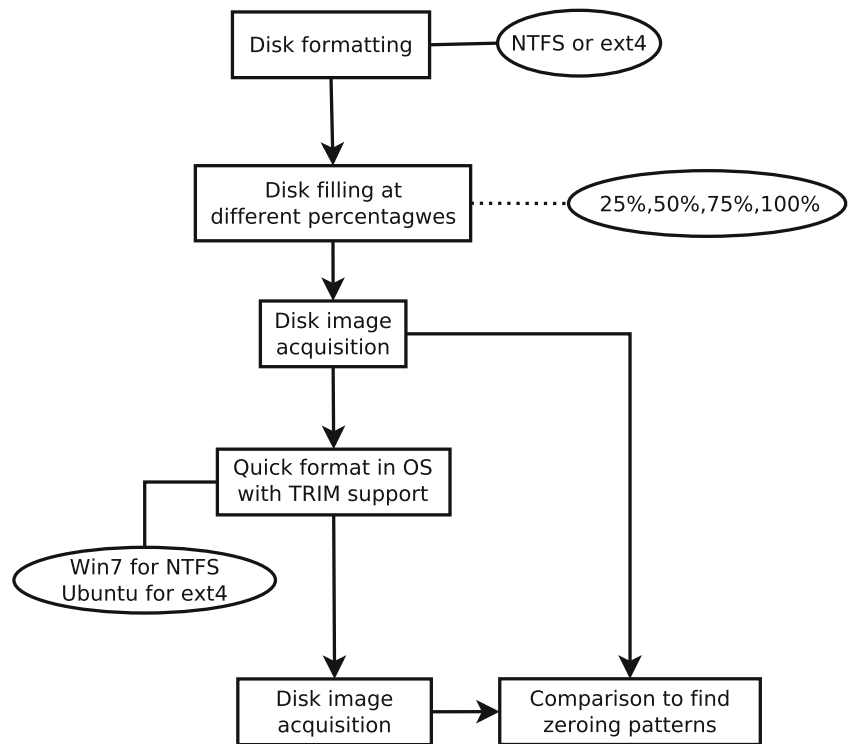 Disk formatting
NTFS or ext4
Disk filling at
different percentagwes
25%,50%,75%,100%
Disk image
acquisition
Quick format in OS
with TRIM support
Win7 for NTFS
Ubuntu for ext4
Disk image
acquisition
Comparison to find
zeroing patterns